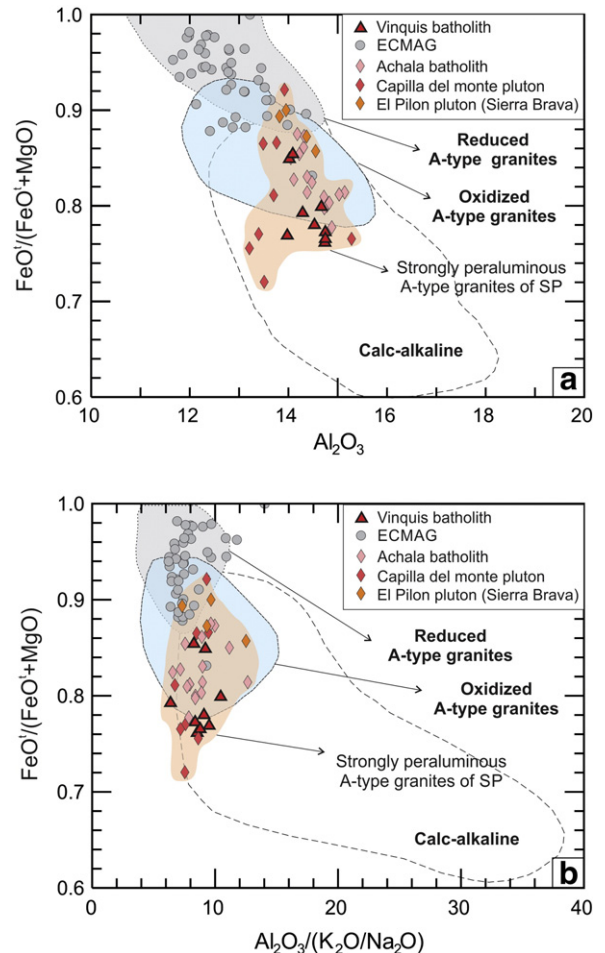 Vinquis batholith
ECMAG
Achala batholith
Capilla del monte pluton
El Pilon pluton (Sierra Brava)
Reduced
A-type granites
Oxidized
A-type granites
Strongly peraluminous
A-type granites of SP
Calc-alkaline
a
1.0
0.9
0.8
0.7
0.6
FeOᵗ/(FeOᵗ+MgO)
10 12 14 16 18 20
Al₂O₃
Vinquis batholith
ECMAG
Achala batholith
Capilla del monte pluton
El Pilon pluton (Sierra Brava)
Reduced
A-type granites
Oxidized
A-type granites
Strongly peraluminous
A-type granites of SP
Calc-alkaline
b
1.0
0.9
0.8
0.7
0.6
FeOᵗ/(FeOᵗ+MgO)
0 10 20 30 40
Al₂O₃/(K₂O/Na₂O)